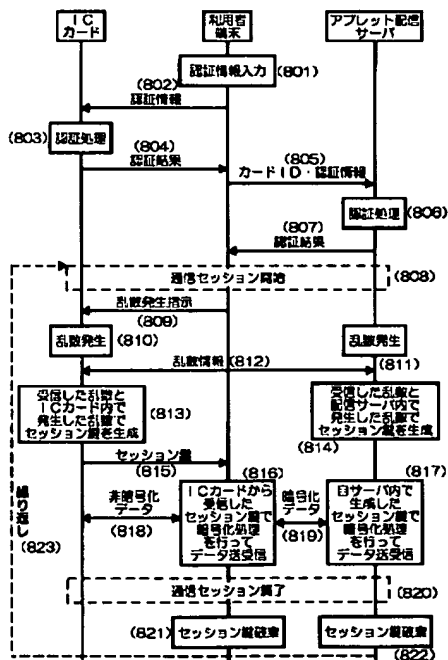 ICカード
利用者端末
アプレット配信サーバ
認証情報入力
(801)
(802)
認証情報
(803)
認証処理
(804)
認証結果
(805)
カードID・認証情報
認証処理
(806)
(807)
認証結果
通信セッション開始
(808)
乱数発生指示
(809)
乱数発生
(810)
乱数発生
(811)
乱数情報
(812)
受信した乱数と
ICカード内で
発生した乱数で
セッション鍵を生成
(813)
受信した乱数と
配信サーバ内で
発生した乱数で
セッション鍵を生成
(814)
セッション鍵
(815)
(816)
(817)
ICカードから
受信した
セッション鍵で
暗号化処理
を行って
データ送受信
サーバ内で
生成した
セッション鍵で
暗号化処理
を行って
データ送受信
非暗号化
データ
(818)
暗号化
データ
(819)
繰り返し
(823)
通信セッション終了
(820)
(821)
セッション鍵破棄
セッション鍵破棄
(822)